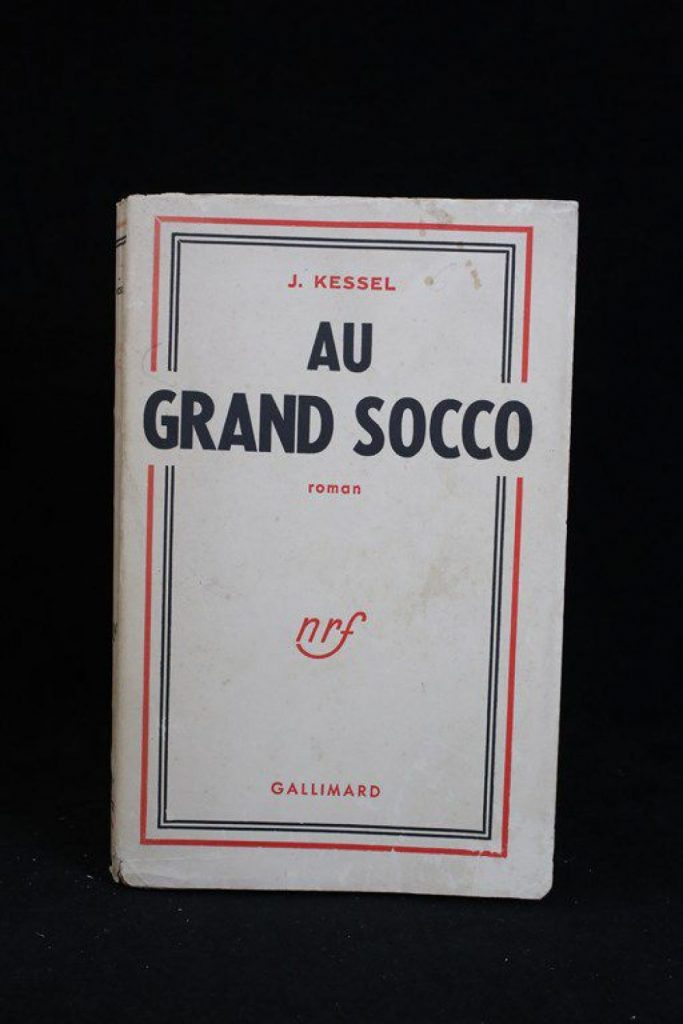 J. KESSEL
AU
GRAND SOCCO
roman
nrf
GALLIMARD